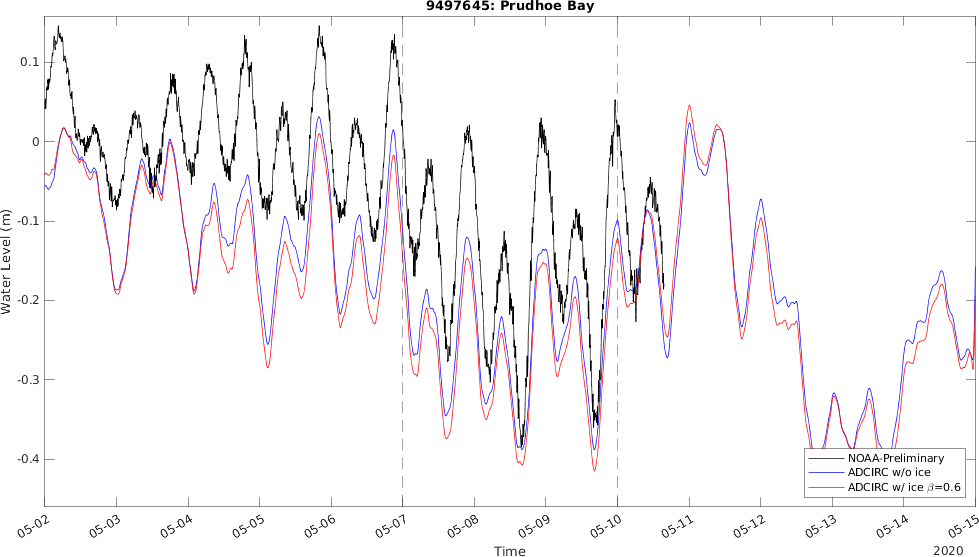 9497645: Prudhoe Bay
Water Level (m)
0.1
0
-0.1
-0.2
-0.3
-0.4
NOAA-Preliminary
ADCIRC w/o ice
ADCIRC w/ ice β=0.6
05-02 05-03 05-04 05-05 05-06 05-07 05-08 05-09 05-10 05-11 05-12 05-13 05-14 05-15
Time
2020